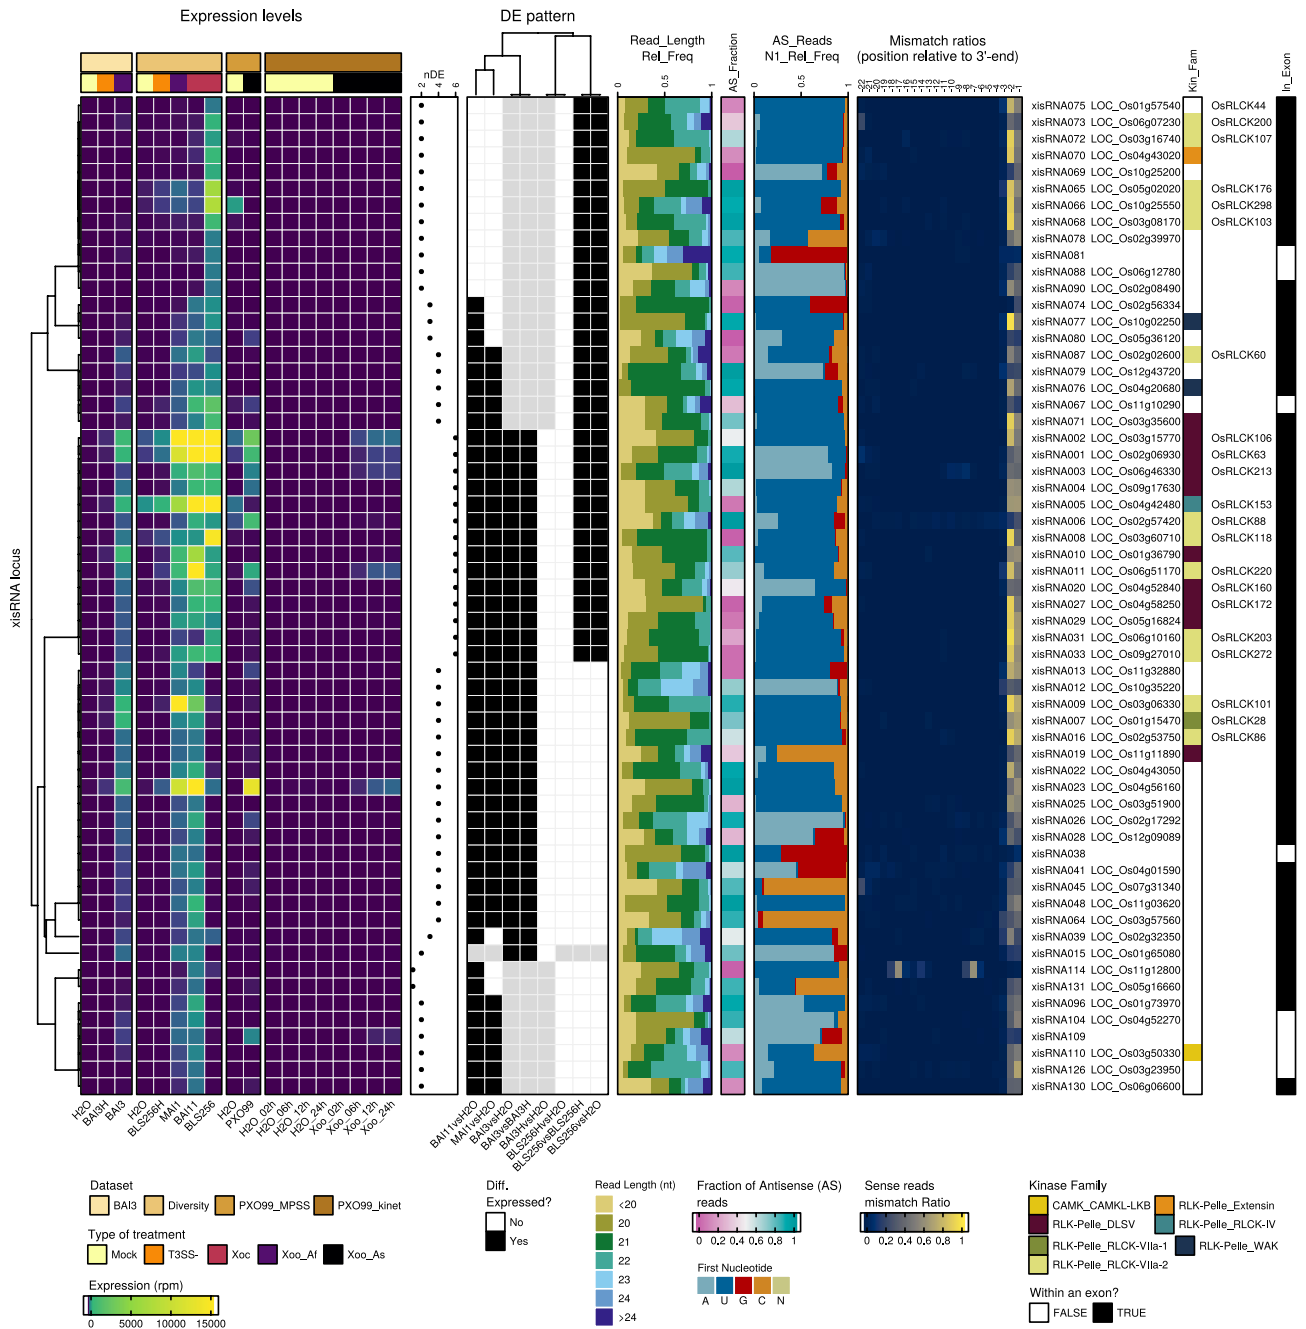 Expression levels
DE pattern
Read_Length
Rel_Freq
AS_Fraction
AS_Reads
N1_Rel_Freq
Mismatch ratios
(position relative to 3'-end)
Kin_Fam
In_Exon
nDE
2 4 6
0 0.5 1
0 0.5 1
xisRNA locus
xisRNA075 LOC_Os01g57540 OsRLCK44
xisRNA073 LOC_Os06g07230 OsRLCK200
xisRNA072 LOC_Os03g16740 OsRLCK107
xisRNA070 LOC_Os04g43020
xisRNA069 LOC_Os10g25200
xisRNA065 LOC_Os05g02020 OsRLCK176
xisRNA066 LOC_Os10g25550 OsRLCK298
xisRNA068 LOC_Os03g08170 OsRLCK103
xisRNA078 LOC_Os02g39970
xisRNA081
xisRNA088 LOC_Os06g12780
xisRNA090 LOC_Os02g08490
xisRNA074 LOC_Os02g56334
xisRNA077 LOC_Os10g02250
xisRNA080 LOC_Os05g36120
xisRNA087 LOC_Os02g02600 OsRLCK60
xisRNA079 LOC_Os12g43720
xisRNA076 LOC_Os04g20680
xisRNA067 LOC_Os11g10290
xisRNA071 LOC_Os03g35600
xisRNA002 LOC_Os03g15770 OsRLCK106
xisRNA001 LOC_Os02g06930 OsRLCK63
xisRNA003 LOC_Os06g46330 OsRLCK213
xisRNA004 LOC_Os09g17630
xisRNA005 LOC_Os04g42480 OsRLCK153
xisRNA006 LOC_Os02g57420 OsRLCK88
xisRNA008 LOC_Os03g60710 OsRLCK118
xisRNA010 LOC_Os01g36790
xisRNA011 LOC_Os06g51170 OsRLCK220
xisRNA020 LOC_Os04g52840 OsRLCK160
xisRNA027 LOC_Os04g58250 OsRLCK172
xisRNA029 LOC_Os05g16824
xisRNA031 LOC_Os06g10160 OsRLCK203
xisRNA033 LOC_Os09g27010 OsRLCK272
xisRNA013 LOC_Os11g32880
xisRNA012 LOC_Os10g35220
xisRNA009 LOC_Os03g06330 OsRLCK101
xisRNA007 LOC_Os01g15470 OsRLCK28
xisRNA016 LOC_Os02g53750 OsRLCK86
xisRNA019 LOC_Os11g11890
xisRNA022 LOC_Os04g43050
xisRNA023 LOC_Os04g56160
xisRNA025 LOC_Os03g51900
xisRNA026 LOC_Os02g17292
xisRNA028 LOC_Os12g09089
xisRNA038
xisRNA041 LOC_Os04g01590
xisRNA045 LOC_Os07g31340
xisRNA048 LOC_Os11g03620
xisRNA064 LOC_Os03g57560
xisRNA039 LOC_Os02g32350
xisRNA015 LOC_Os01g65080
xisRNA114 LOC_Os11g12800
xisRNA131 LOC_Os05g16660
xisRNA096 LOC_Os01g73970
xisRNA104 LOC_Os04g52270
xisRNA109
xisRNA110 LOC_Os03g50330
xisRNA126 LOC_Os03g23950
xisRNA130 LOC_Os06g06600
H2O BAI3H BAI3 H2O BLS256H MAI1 BAI11 BLS256 H2O PXO99 H2O_02h H2O_06h H2O_12h H2O_24h Xoo_02h Xoo_06h Xoo_12h Xoo_24h
BAI11vsH2O MAI1vsH2O BAI3vsH2O BAI3vsBAI3H BAI3HvsH2O BLS256HvsH2O BLS256vsBLS256H BLS256vsH2O
Dataset
BAI3 Diversity PXO99_MPSS PXO99_kinet
Type of treatment
Mock T3SS- Xoc Xoo_Af Xoo_As
Expression (rpm)
0 5000 10000 15000
Diff.
Expressed?
No
Yes
Read Length (nt)
<20
20
21
22
23
24
>24
Fraction of Antisense (AS)
reads
0 0.2 0.4 0.6 0.8 1
First Nucleotide
A U G C N
Sense reads
mismatch Ratio
0 0.2 0.4 0.6 0.8 1
Kinase Family
CAMK_CAMKL-LKB RLK-Pelle_Extensin
RLK-Pelle_DLSV RLK-Pelle_RLCK-IV
RLK-Pelle_RLCK-VIIa-1 RLK-Pelle_WAK
RLK-Pelle_RLCK-VIIa-2
Within an exon?
FALSE TRUE